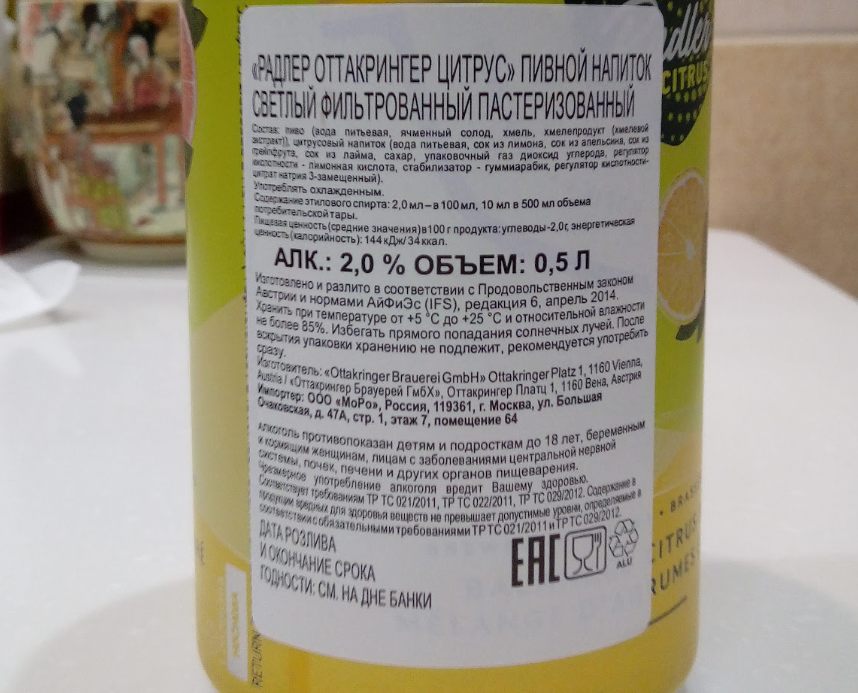 «РАДЛЕР ОТТАКРИНГЕР ЦИТРУС» ПИВНОЙ НАПИТОК
СВЕТЛЫЙ ФИЛЬТРОВАННЫЙ ПАСТЕРИЗОВАННЫЙ
Состав: пиво (вода питьевая, ячменный солод, хмель, хмелепродукт (хмелевой
экстракт)), цитрусовый напиток (вода питьевая, сок из лимона, сок из апельсина, сок из
грейпфрута, сок из лайма, сахар, упаковочный газ диоксид углерода, регулятор
кислотности - лимонная кислота, стабилизатор - гуммиарабик, регулятор кислотности-
цитрат натрия 3-замещенный).
Употреблять охлажденным.
Содержание этилового спирта: 2,0 мл – в 100 мл, 10 мл в 500 мл объема
потребительской тары.
Пищевая ценность (средние значения) в 100 г продукта: углеводы -2,0г, энергетическая
ценность (калорийность): 144 кДж/ 34 ккал.
АЛК.: 2,0 % ОБЪЕМ: 0,5 Л
Изготовлено и разлито в соответствии с Продовольственным законом
Австрии и нормами АйФиЭс (IFS), редакция 6, апрель 2014.
Хранить при температуре от +5 °С до +25 °С и относительной влажности
не более 85%. Избегать прямого попадания солнечных лучей. После
вскрытия упаковки хранению не подлежит, рекомендуется употребить
сразу.
Изготовитель: «Ottakringer Brauerei GmbH» Ottakringer Platz 1, 1160 Vienna,
Austria / «Оттакрингер Брауерей ГмбХ», Оттакрингер Платц 1, 1160 Вена, Австрия
Импортер: ООО «МоРо», Россия, 119361, г. Москва, ул. Большая
Очаковская, д. 47А, стр. 1, этаж 7, помещение 64
Алкоголь противопоказан детям и подросткам до 18 лет, беременным
и кормящим женщинам, лицам с заболеваниями центральной нервной
системы, почек, печени и других органов пищеварения.
Чрезмерное употребление алкоголя вредит Вашему здоровью.
Соответствует требованиям ТР ТС 021/2011, ТР ТС 022/2011, ТР ТС 029/2012. Содержание в
продукции вредных для здоровья веществ не превышает допустимые уровни, определяемые в
соответствии с обязательными требованиями ТР ТС 021/2011 и ТР ТС 029/2012.
ДАТА РОЗЛИВА
И ОКОНЧАНИЕ СРОКА
ГОДНОСТИ: СМ. НА ДНЕ БАНКИ
EAC
ALU
Radler
CITRUS
CITRUS
RETURN